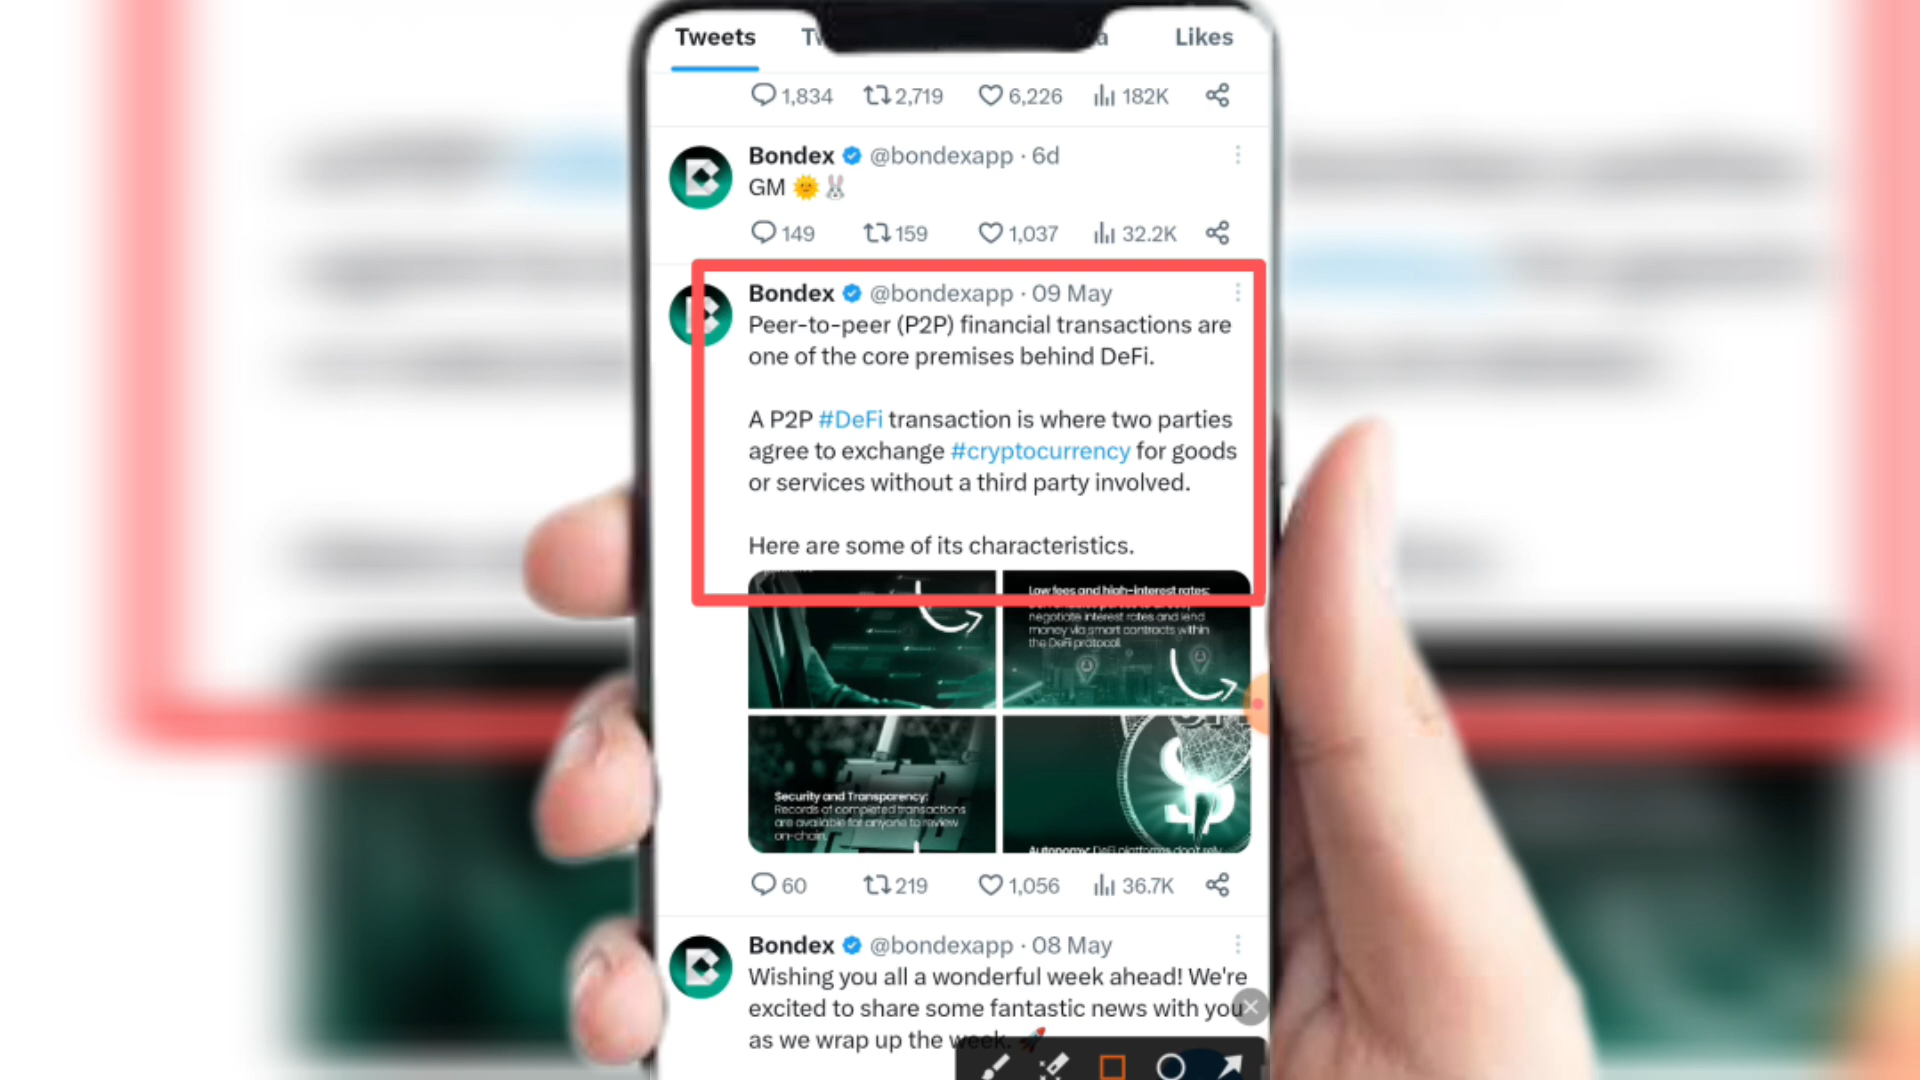 Tweets
Likes
1,834 2,719 6,226 182K
Bondex @bondexapp · 6d
GM 🌞🐰
149 159 1,037 32.2K
Bondex @bondexapp · 09 May
Peer-to-peer (P2P) financial transactions are
one of the core premises behind DeFi.
A P2P #DeFi transaction is where two parties
agree to exchange #cryptocurrency for goods
or services without a third party involved.
Here are some of its characteristics.
Low fees and high-interest rates:
negotiate interest rates and lend
money via smart contracts within
the DeFi protocol.
Security and Transparency:
Records of completed transactions
are available for anyone to review
on-chain.
Autonomy: DeFi platforms don't rely
60 219 1,056 36.7K
Bondex @bondexapp · 08 May
Wishing you all a wonderful week ahead! We're
excited to share some fantastic news with you
as we wrap up the week. 🚀